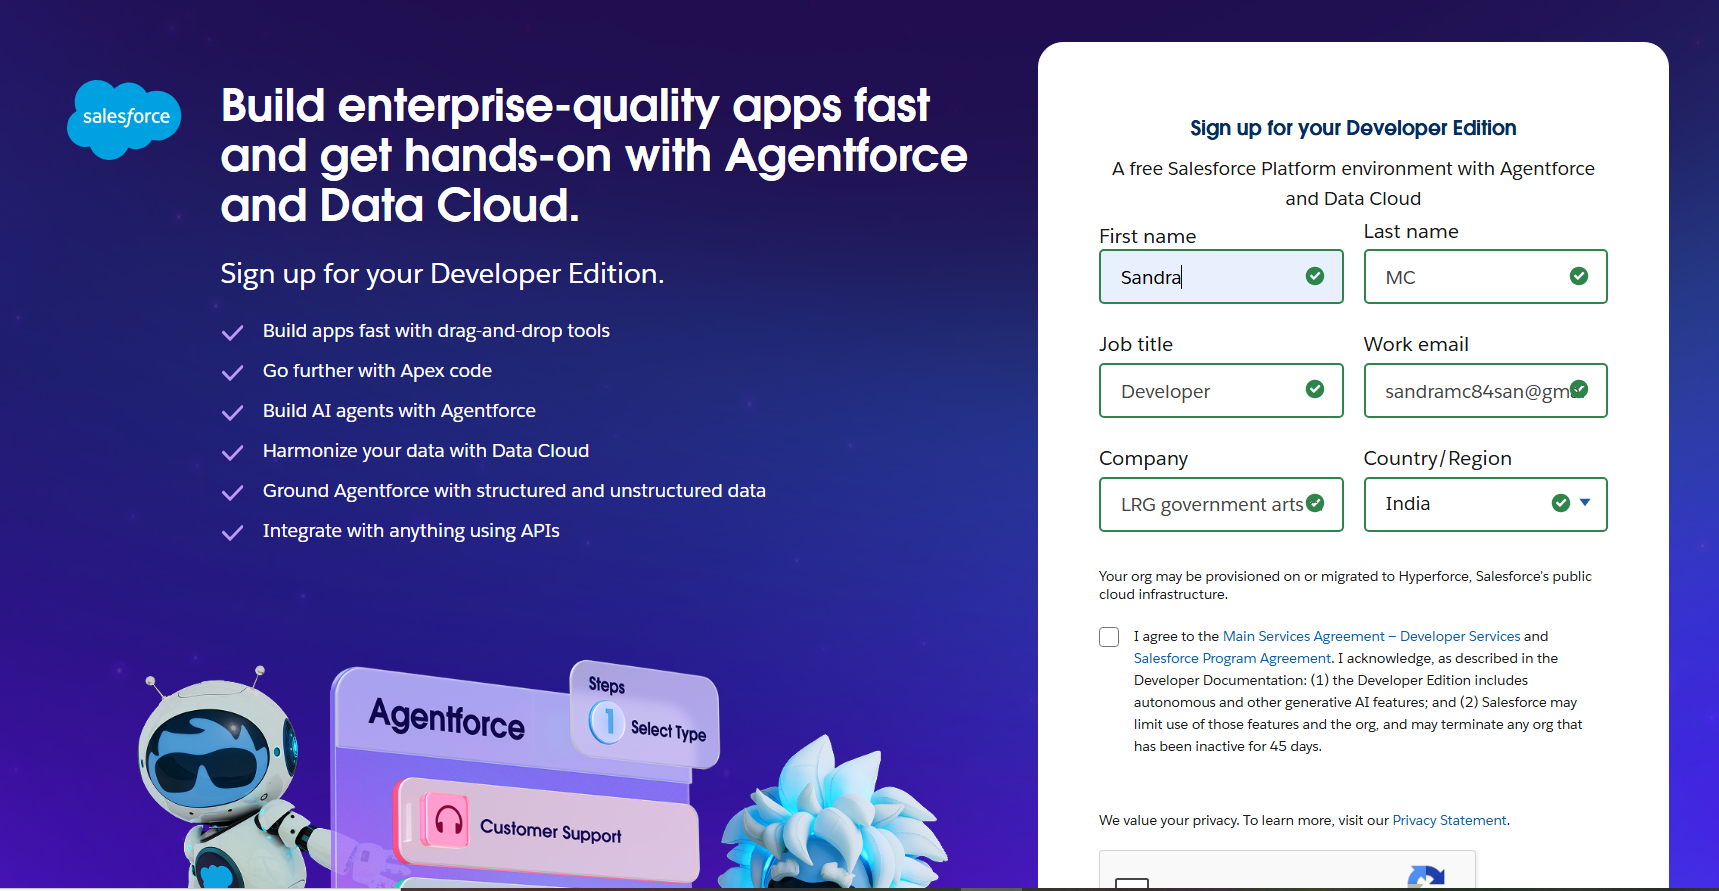 salesforce
Build enterprise-quality apps fast
and get hands-on with Agentforce
and Data Cloud.
Sign up for your Developer Edition.
Build apps fast with drag-and-drop tools
Go further with Apex code
Build AI agents with Agentforce
Harmonize your data with Data Cloud
Ground Agentforce with structured and unstructured data
Integrate with anything using APIs
Agentforce
Steps
1
Select Type
Customer Support
Sign up for your Developer Edition
A free Salesforce Platform environment with Agentforce
and Data Cloud
First name
Last name
Sandra
MC
Job title
Work email
Developer
sandramc84san@gm
Company
Country/Region
LRG government arts
India
Your org may be provisioned on or migrated to Hyperforce, Salesforce's public
cloud infrastructure.
I agree to the Main Services Agreement – Developer Services and
Salesforce Program Agreement. I acknowledge, as described in the
Developer Documentation: (1) the Developer Edition includes
autonomous and other generative AI features; and (2) Salesforce may
limit use of those features and the org, and may terminate any org that
has been inactive for 45 days.
We value your privacy. To learn more, visit our Privacy Statement.